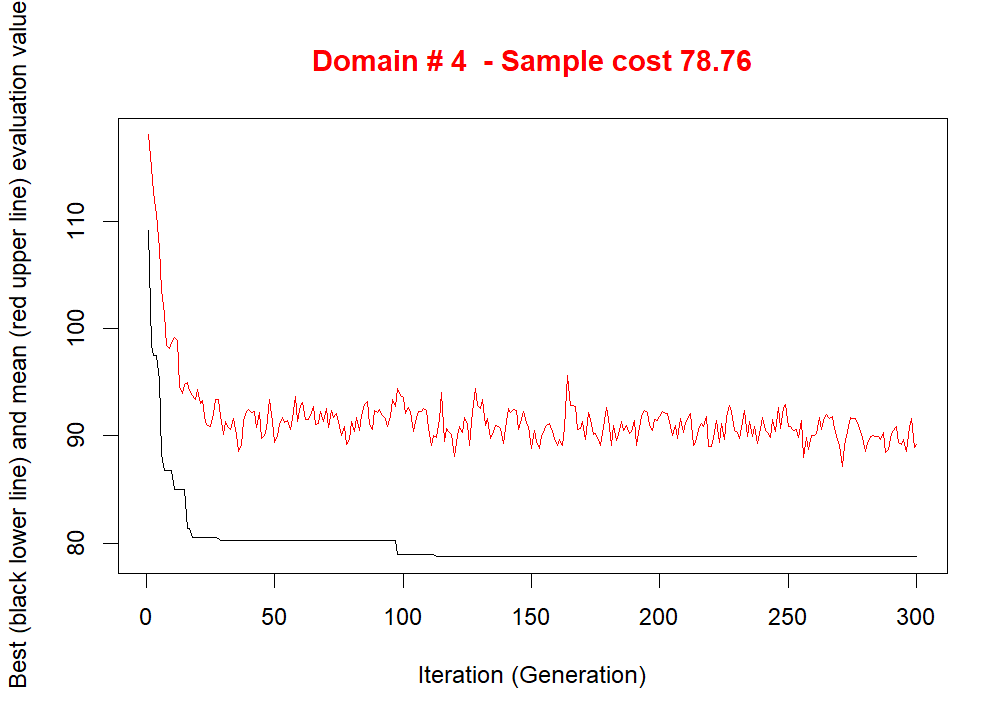 Domain # 4  - Sample cost 78.76
Best (black lower line) and mean (red upper line) evaluation value
110
100
90
80
0 50 100 150 200 250 300
Iteration (Generation)